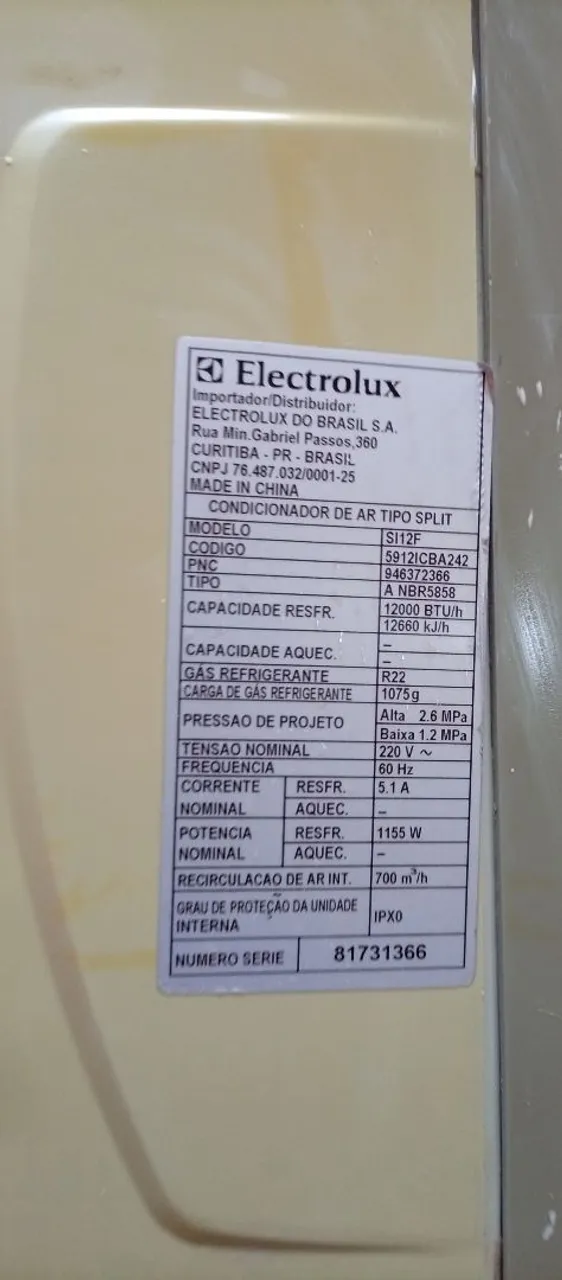 Electrolux
Importador/Distribuidor:
ELECTROLUX DO BRASIL S.A.
Rua Min.Gabriel Passos,360
CURITIBA - PR - BRASIL
CNPJ 76.487.032/0001-25
MADE IN CHINA
CONDICIONADOR DE AR TIPO SPLIT
MODELO SI12F
CODIGO 5912ICBA242
PNC 946372366
TIPO A NBR5858
CAPACIDADE RESFR. 12000 BTU/h
12660 kJ/h
CAPACIDADE AQUEC. –
–
GÁS REFRIGERANTE R22
CARGA DE GÁS REFRIGERANTE 1075g
PRESSAO DE PROJETO Alta 2.6 MPa
Baixa 1.2 MPa
TENSAO NOMINAL 220 V ~
FREQUENCIA 60 Hz
CORRENTE RESFR. 5.1 A
NOMINAL AQUEC. –
POTENCIA RESFR. 1155 W
NOMINAL AQUEC. –
RECIRCULACAO DE AR INT. 700 m³/h
GRAU DE PROTEÇÃO DA UNIDADE
INTERNA IPX0
NUMERO SERIE 81731366